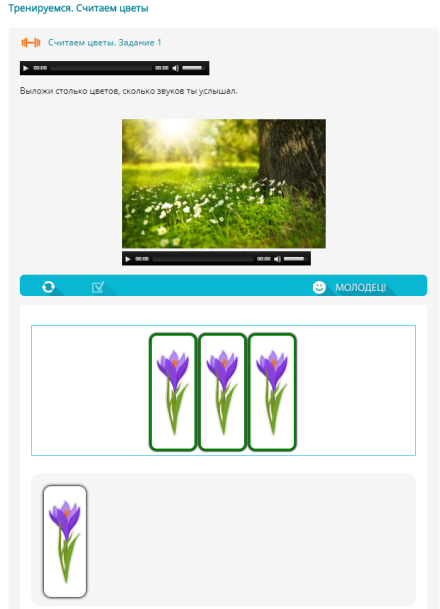 Тренируемся. Считаем цветы
Считаем цветы. Задание 1
00:00 00:00
Выложи столько цветов, сколько звуков ты услышал.
00:00 00:00
МОЛОДЕЦ!